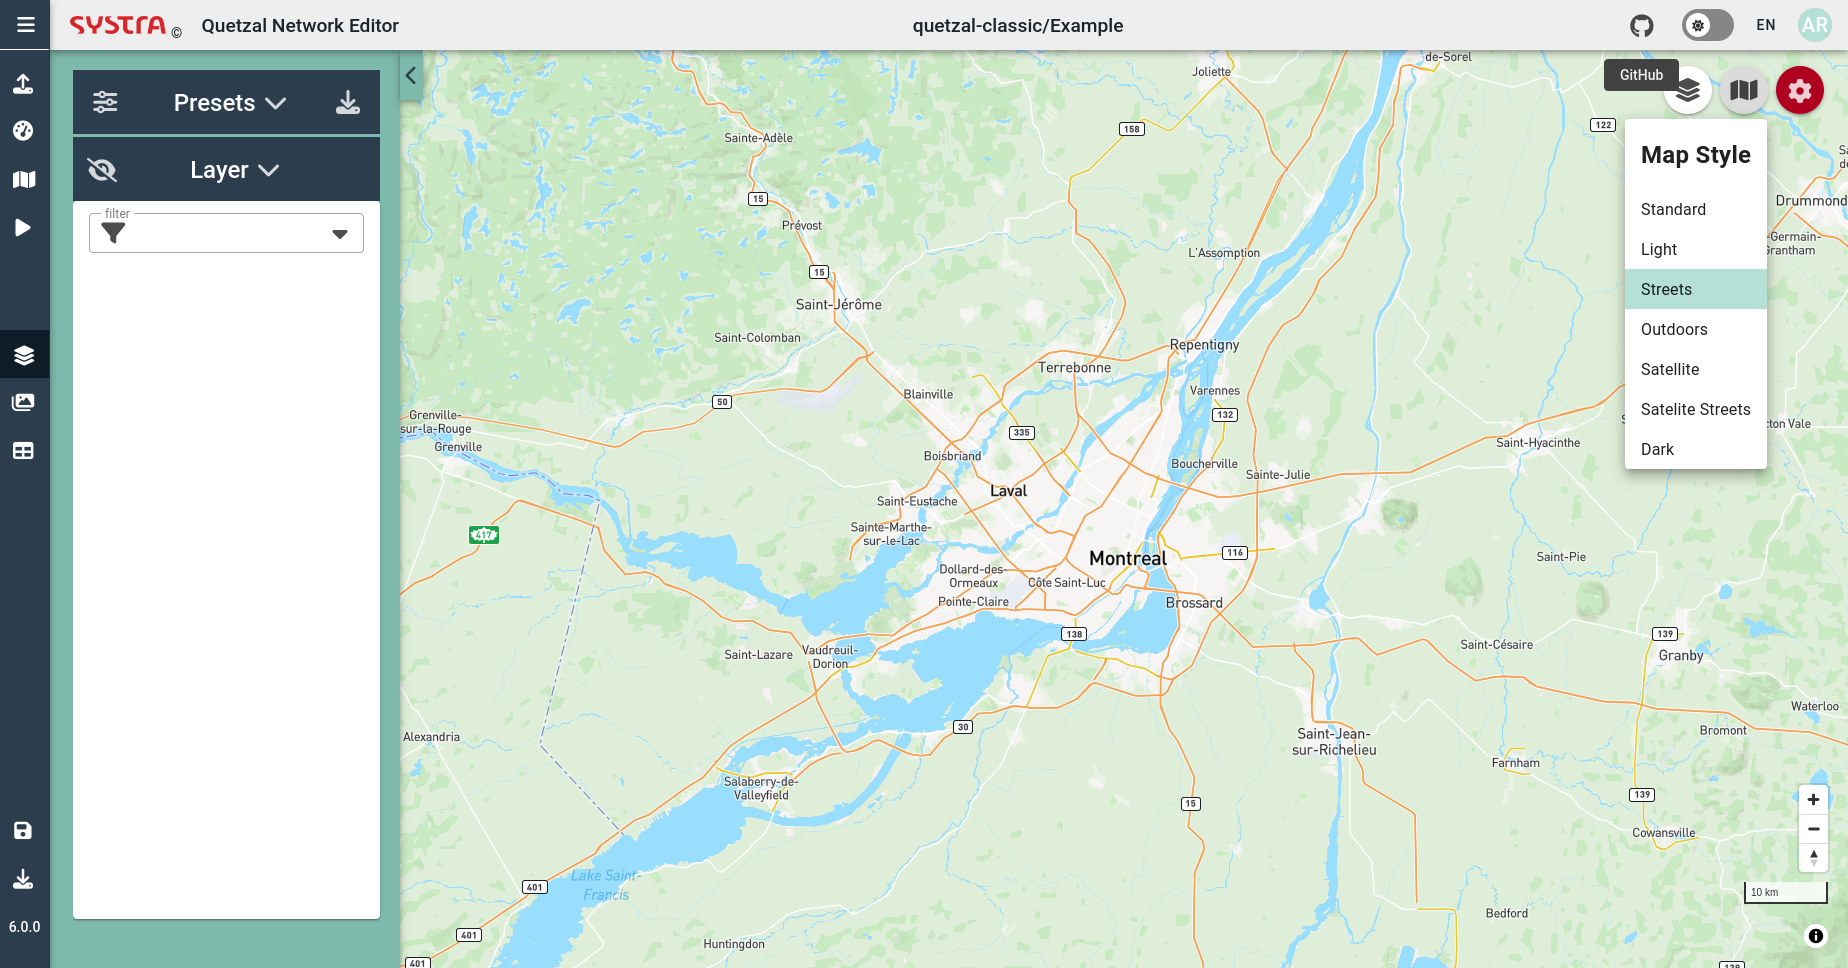 SYSTRA ©
Quetzal Network Editor
quetzal-classic/Example
EN
AR
GitHub
Presets
Layer
filter
Map Style
Standard
Light
Streets
Outdoors
Satellite
Satelite Streets
Dark
6.0.0
Joliette
de-Sorel
Sainte-Adèle
158
122
15
Drummond
Prévost
-Germain-
Grantham
L'Assomption
15
Saint-Jérôme
Saint-Colomban
Repentigny
Terrebonne
Blainville
Varennes
50
132
Grenville-
sur-la-Rouge
Grenville
335
cton Vale
Saint-Hyacinthe
Boisbriand
Boucherville
Sainte-Julie
Laval
Saint-Eustache
Sainte-Marthe-
sur-le-Lac
417
Montreal
116
Saint-Pie
Dollard-des-
Ormeaux
Côte Saint-Luc
Pointe-Claire
Brossard
138
139
Saint-Lazare
Vaudreuil-
Dorion
Saint-Césaire
Granby
Waterloo
30
Alexandria
Saint-Jean-
sur-Richelieu
Bromont
Farnham
Salaberry-de-
Valleyfield
15
139
Cowansville
Lake Saint-
Francis
401
10 km
Bedford
401
Huntingdon
401
139